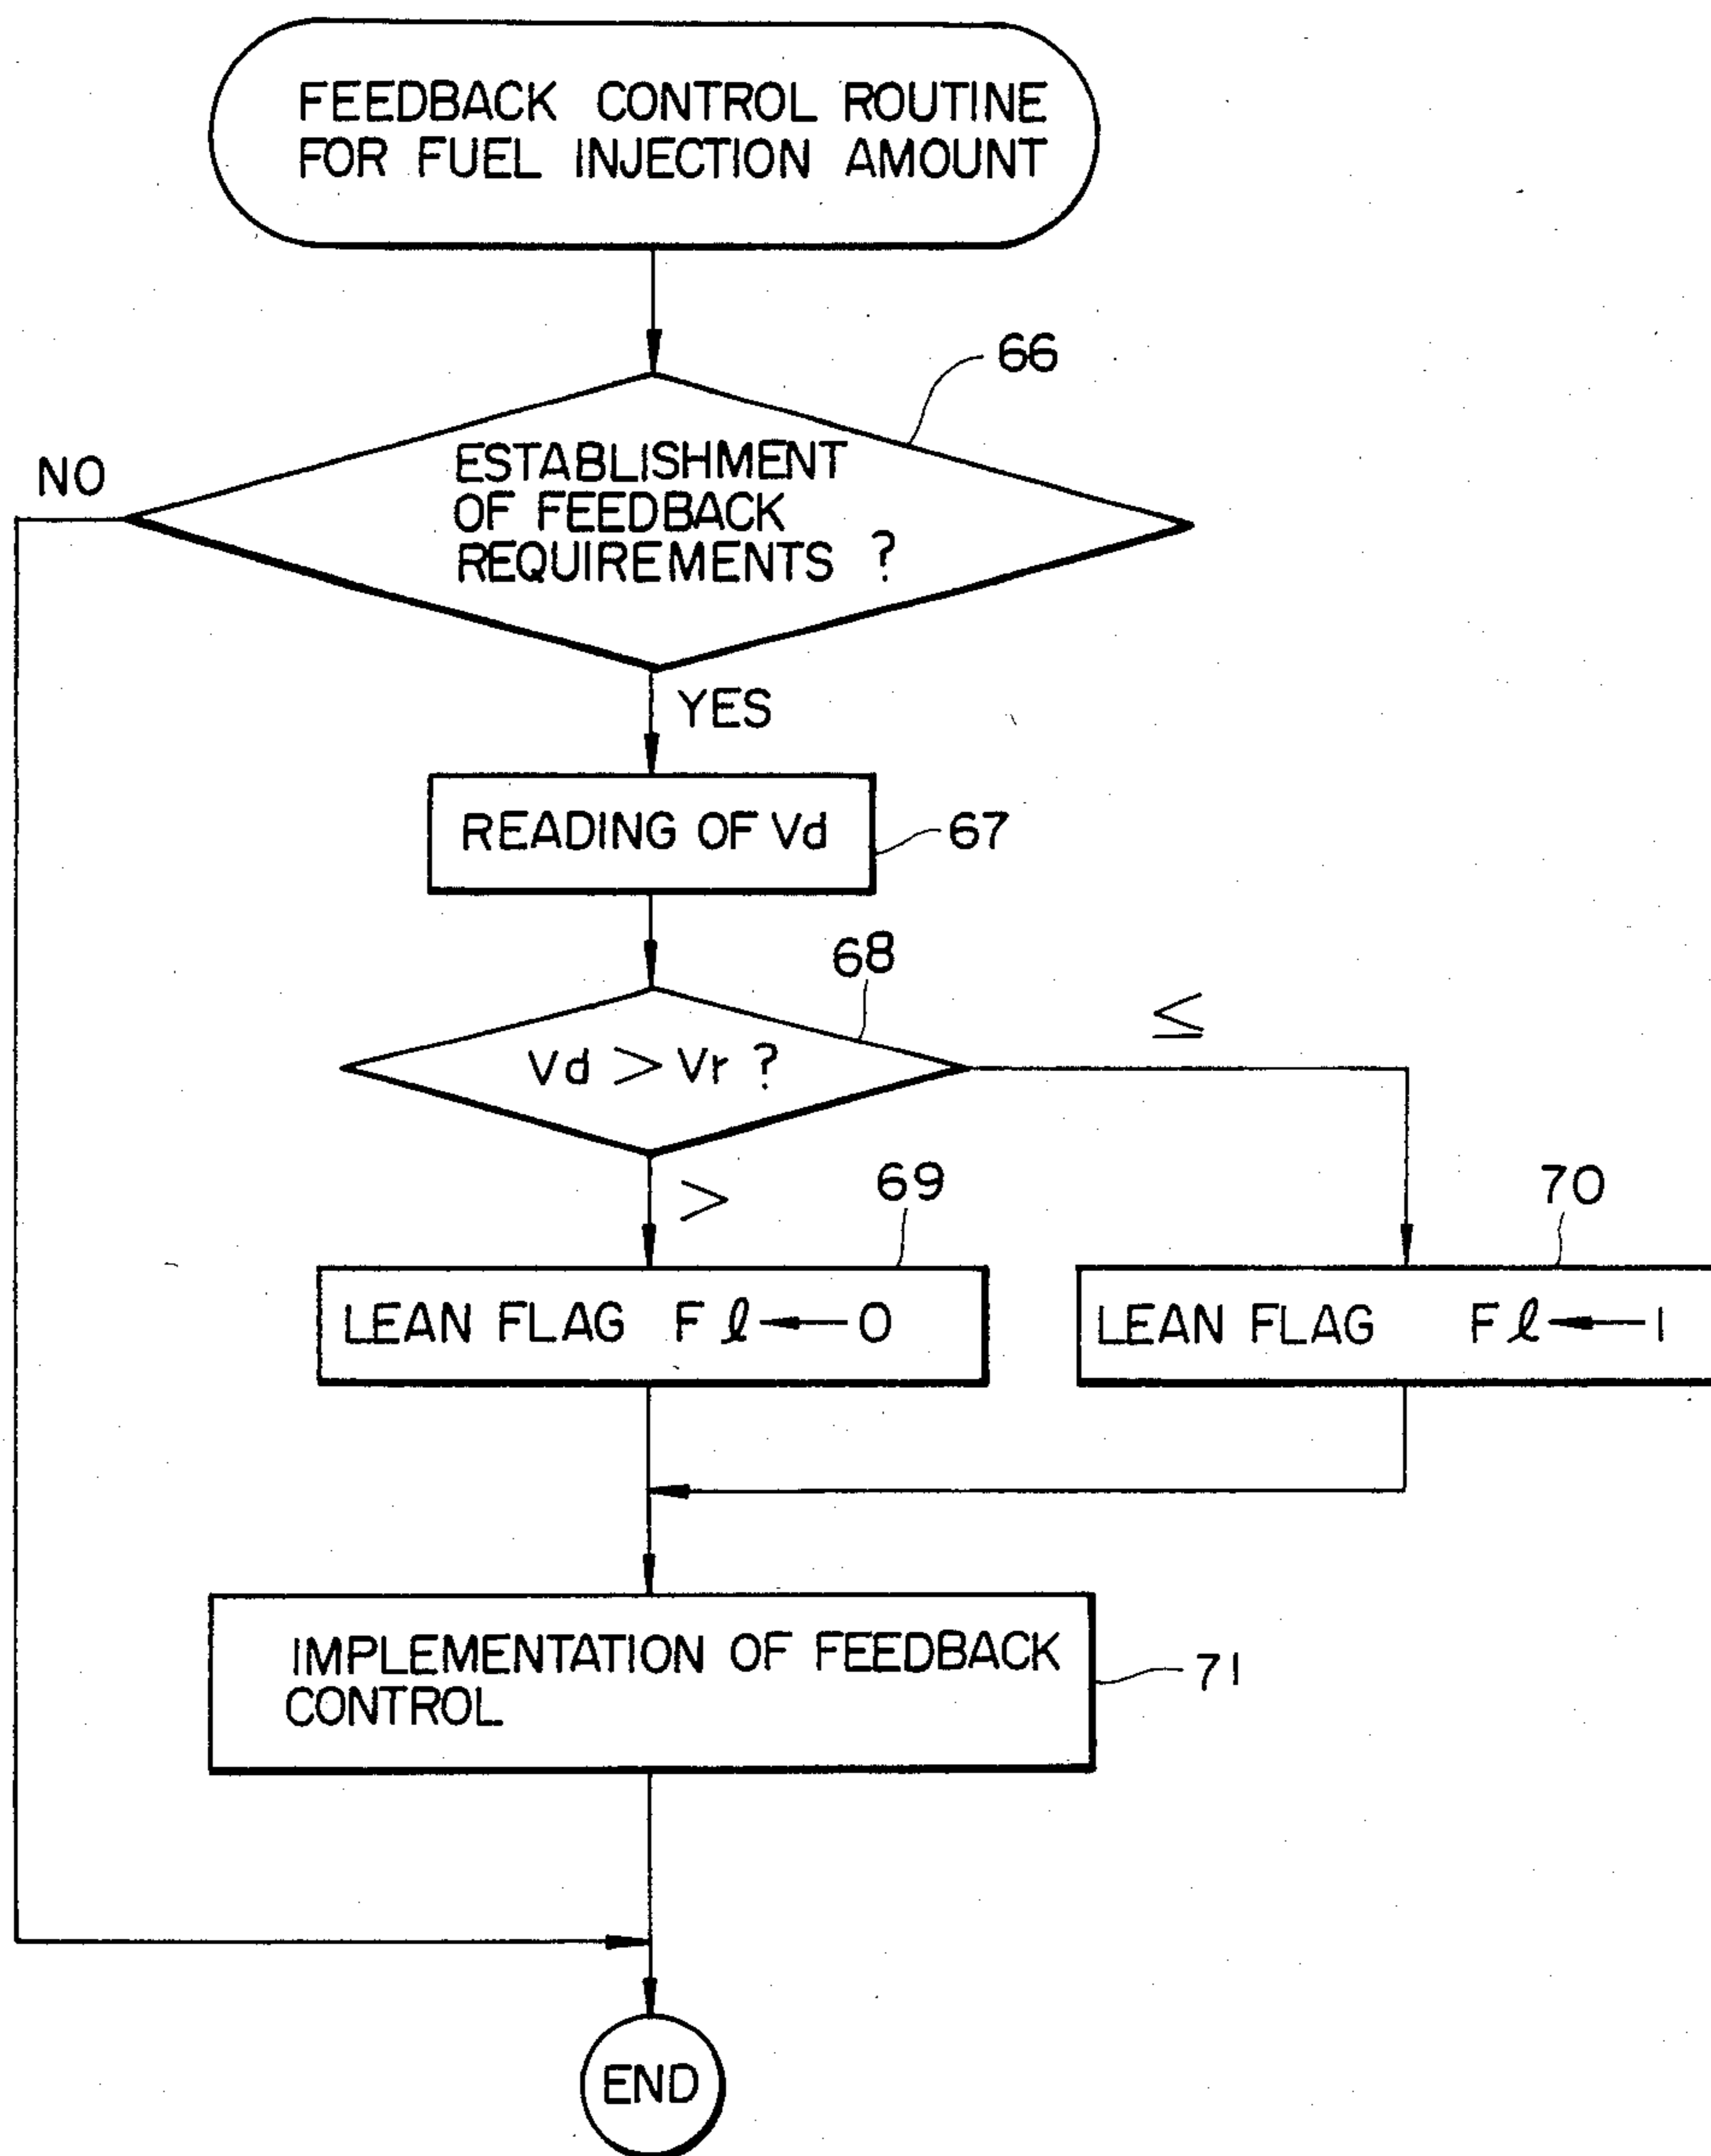 FEEDBACK CONTROL ROUTINE
FOR FUEL INJECTION AMOUNT
66
NO
ESTABLISHMENT
OF FEEDBACK
REQUIREMENTS ?
YES
READING OF Vd
67
68
≤
Vd > Vr ?
>
69
70
LEAN FLAG Fℓ ← 0
LEAN FLAG Fℓ ← 1
IMPLEMENTATION OF FEEDBACK
CONTROL
71
END